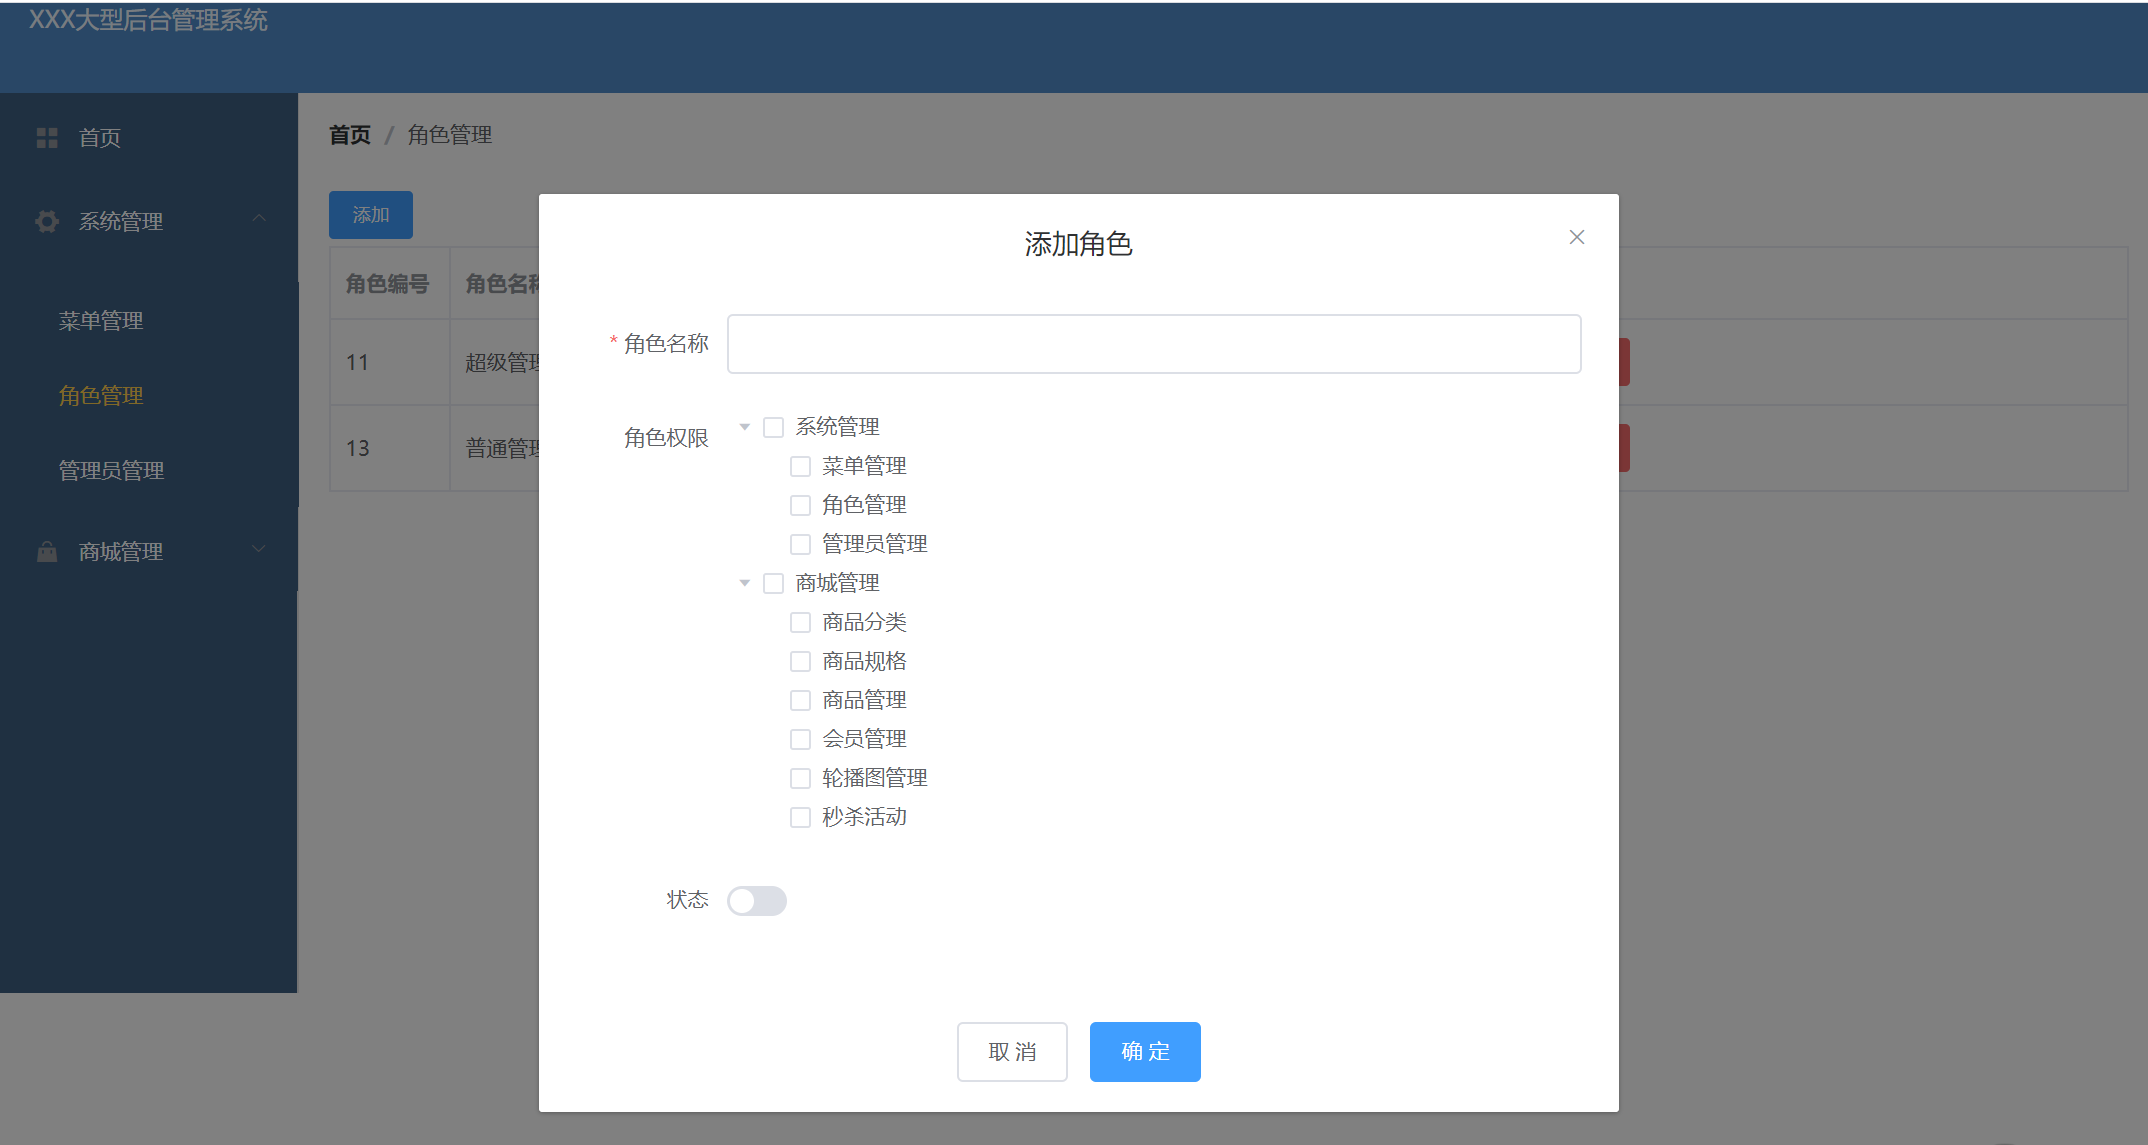 XXX大型后台管理系统
首页
系统管理
菜单管理
角色管理
管理员管理
商城管理
首页 / 角色管理
添加
角色编号 角色名称
11 超级管理
13 普通管理
添加角色
* 角色名称
角色权限
系统管理
菜单管理
角色管理
管理员管理
商城管理
商品分类
商品规格
商品管理
会员管理
轮播图管理
秒杀活动
状态
取 消 确 定